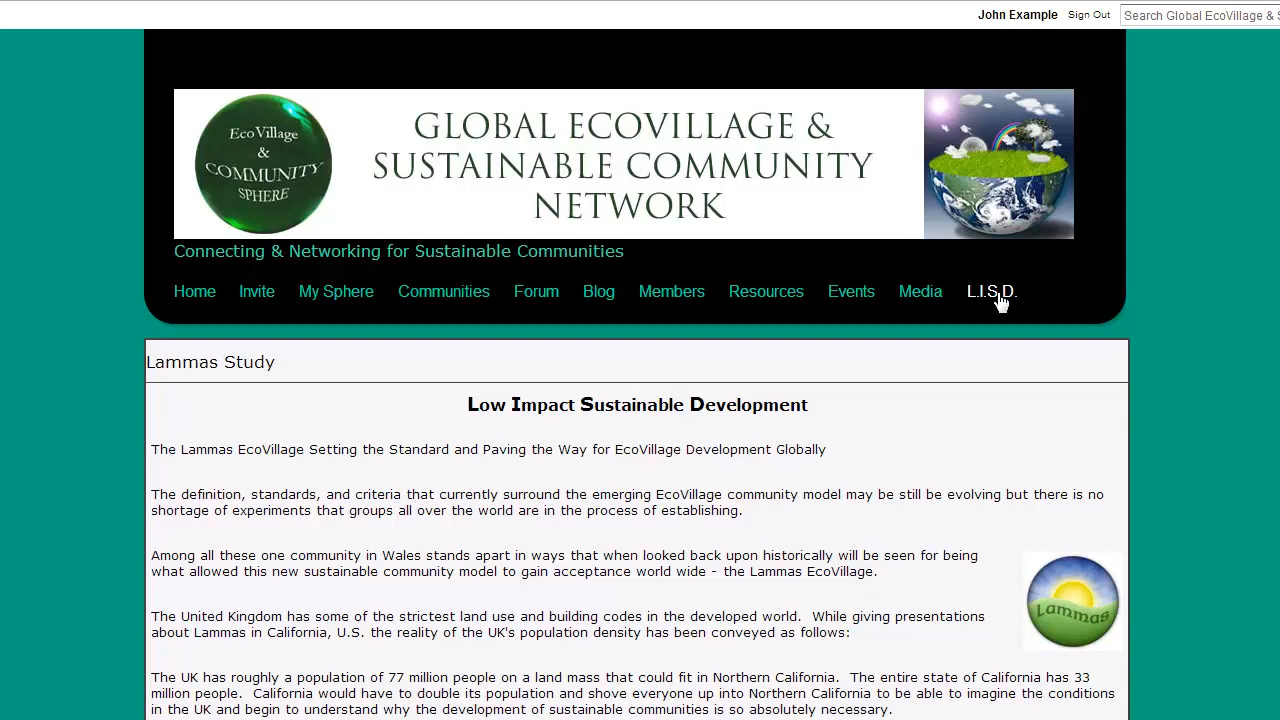 John Example Sign Out Search Global EcoVillage & S
EcoVillage
&
COMMUNITY
SPHERE
GLOBAL ECOVILLAGE &
SUSTAINABLE COMMUNITY
NETWORK
Connecting & Networking for Sustainable Communities
Home Invite My Sphere Communities Forum Blog Members Resources Events Media L.I.S.D.
Lammas Study
Low Impact Sustainable Development
The Lammas EcoVillage Setting the Standard and Paving the Way for EcoVillage Development Globally
The definition, standards, and criteria that currently surround the emerging EcoVillage community model may be still be evolving but there is no
shortage of experiments that groups all over the world are in the process of establishing.
Among all these one community in Wales stands apart in ways that when looked back upon historically will be seen for being
what allowed this new sustainable community model to gain acceptance world wide - the Lammas EcoVillage.
Lammas
The United Kingdom has some of the strictest land use and building codes in the developed world. While giving presentations
about Lammas in California, U.S. the reality of the UK's population density has been conveyed as follows:
The UK has roughly a population of 77 million people on a land mass that could fit in Northern California. The entire state of California has 33
million people. California would have to double its population and shove everyone up into Northern California to be able to imagine the conditions
in the UK and begin to understand why the development of sustainable communities is so absolutely necessary.